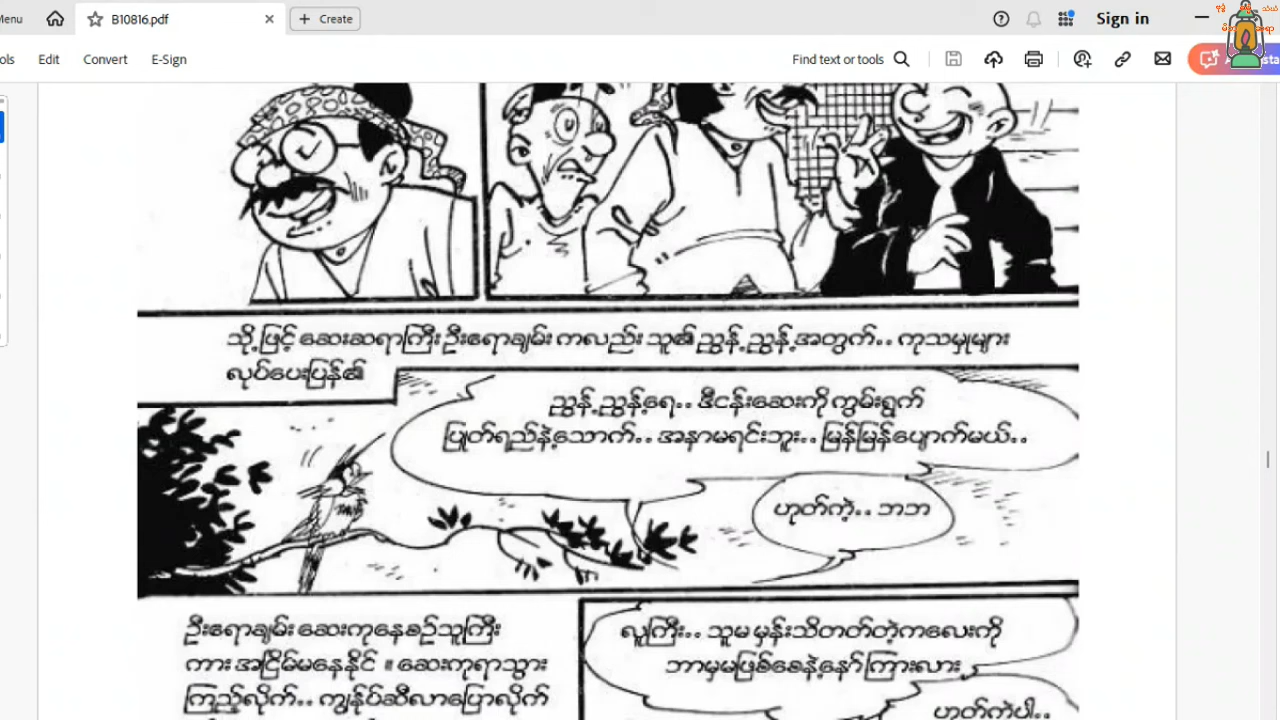 Menu
B10816.pdf
Create
Sign in
Edit
Convert
E-Sign
Find text or tools
သို့ဖြင့် ဆေးဆရာကြီး ဦးရောချမ်း ကလည်း သူ၏ ညွှန့်ညွှန့်အတွက်.. ကုသမှုများ
လုပ်ပေးပြန်၏
ညွှန့်ညွှန့်ရေ.. ဒီငန်းဆေးကို ကွမ်းရွက်
ပြုတ်ရည်နဲ့သောက်.. အနာမရင်းဘူး.. မြန်မြန်ပျောက်မယ်..
ဟုတ်ကဲ့.. ဘဘ
ဦးရောချမ်း ဆေးကုနေခဉ်သူကြီး
ကား အငြိမ်မနေနိုင် ။ ဆေးကုရာသွား
ကြည့်လိုက်.. ကျွန်ုပ်ဆီလာပြောလိုက်
လူကြီး.. သူမ မှန်းသိတတ်တဲ့ကလေးကို
ဘာမှမဖြစ်စေနဲ့နော် ကြားလား
ဟုတ်ကဲပါ..